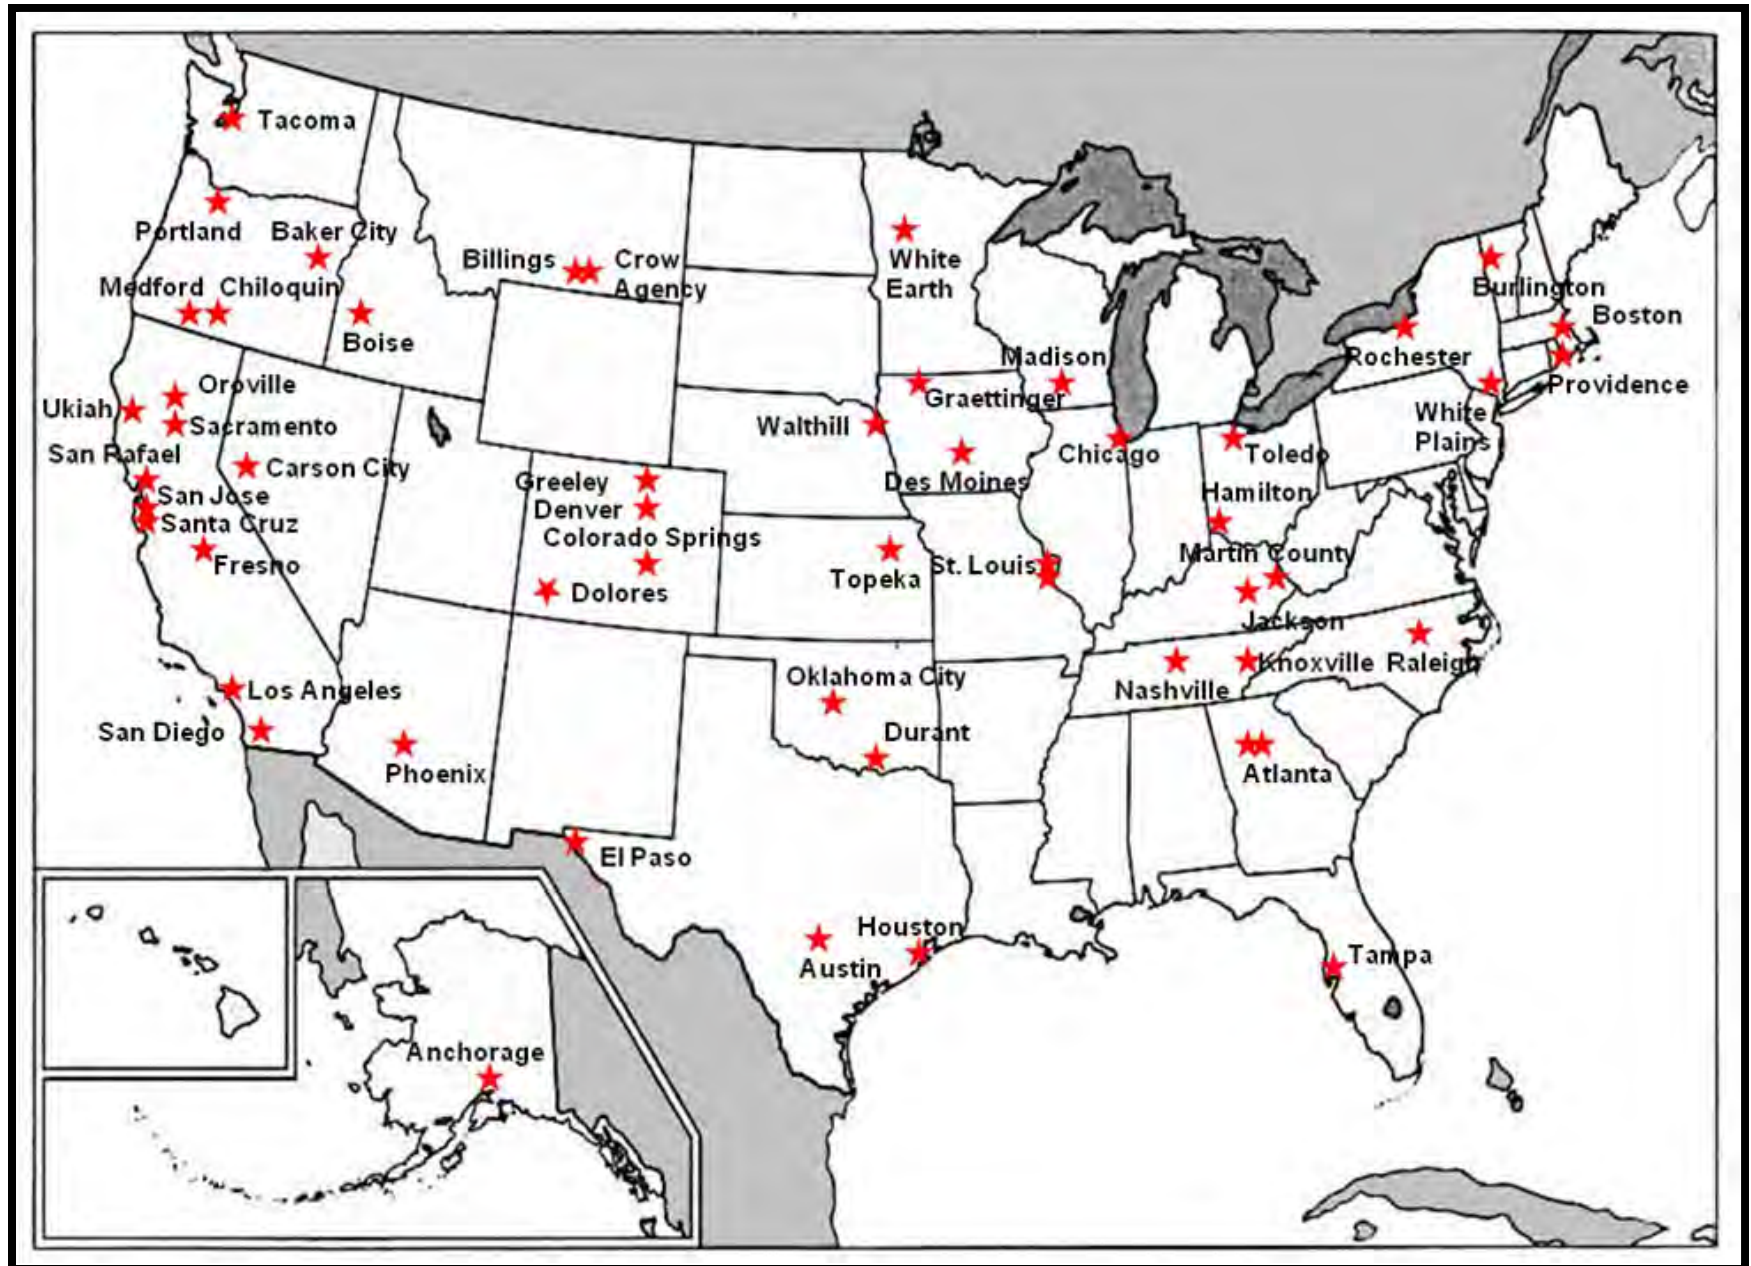 Tacoma
Portland
Baker City
Billings
Crow
Agency
White
Earth
Medford
Chiloquin
Boise
Burlington
Boston
Madison
Rochester
Providence
Oroville
Ukiah
Sacramento
Graettinger
Walthill
White
Plains
San Rafael
Carson City
Chicago
Toledo
San Jose
Greeley
Des Moines
Hamilton
Santa Cruz
Denver
Colorado Springs
Fresno
Martin County
St. Louis
Topeka
Dolores
Jackson
Knoxville
Raleigh
Oklahoma City
Nashville
Los Angeles
San Diego
Durant
Phoenix
Atlanta
El Paso
Houston
Austin
Tampa
Anchorage